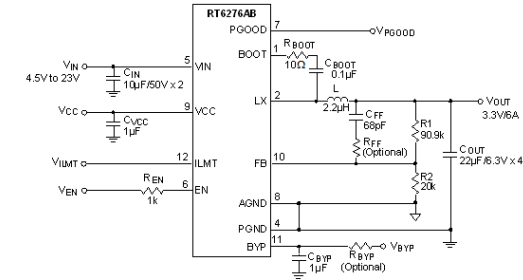 RT6276AB
PGOOD 7
VPGOOD
BOOT 1
RBOOT
10Ω
CBOOT
0.1μF
VIN
4.5V to 23V
5 VIN
CIN
10μF/50V x 2
LX 2
L
2.2μH
VOUT
3.3V/6A
VCC
9 VCC
CVCC
1μF
CFF
68pF
R1
90.9k
RFF
(Optional)
COUT
22μF/6.3V x 4
VILMT
12 ILMT
FB 10
VEN
REN
1k
6 EN
R2
20k
AGND 8
PGND 4
BYP 11
CBYP
1μF
RBYP
(Optional)
VBYP